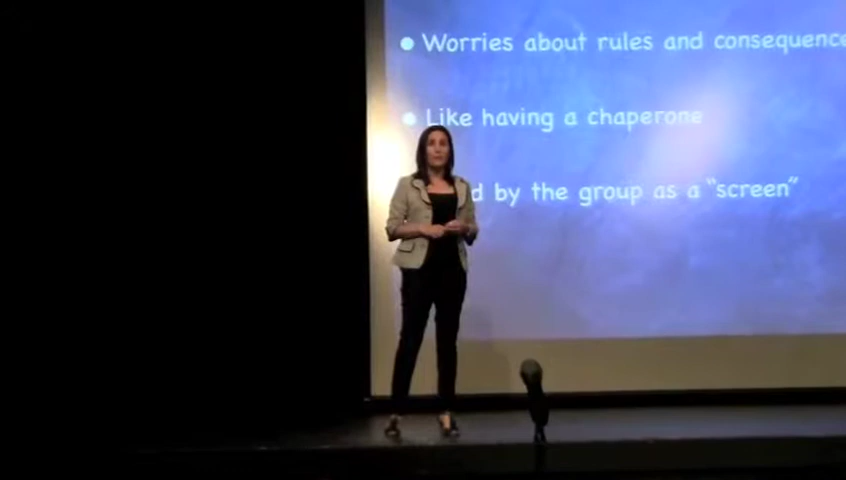 Worries about rules and consequence
Like having a chaperone
d by the group as a "screen"